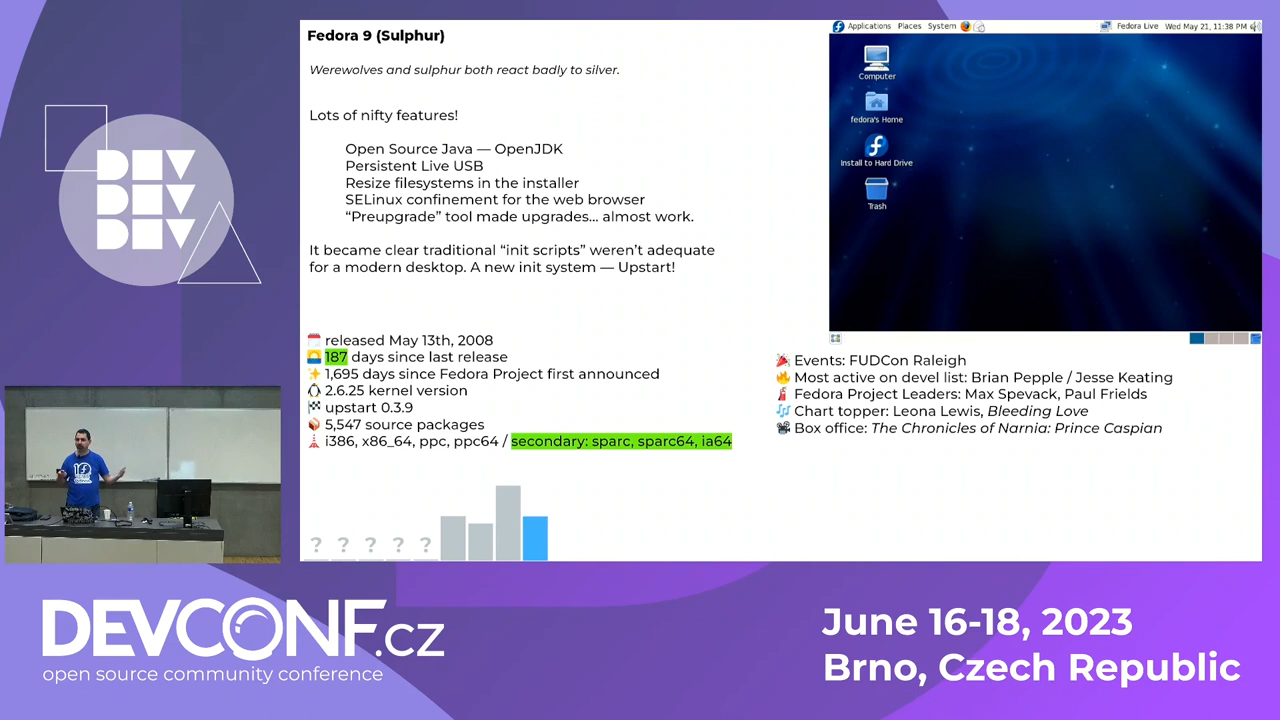 Fedora 9 (Sulphur)
Werewolves and sulphur both react badly to silver.
Lots of nifty features!
Open Source Java — OpenJDK
Persistent Live USB
Resize filesystems in the installer
SELinux confinement for the web browser
“Preupgrade” tool made upgrades... almost work.
It became clear traditional “init scripts” weren’t adequate
for a modern desktop. A new init system — Upstart!
released May 13th, 2008
187 days since last release
1,695 days since Fedora Project first announced
2.6.25 kernel version
upstart 0.3.9
5,547 source packages
i386, x86_64, ppc, ppc64 / secondary: sparc, sparc64, ia64
? ? ? ? ?
Applications Places System
Fedora Live Wed May 21, 11:38 PM
Computer
fedora's Home
Install to Hard Drive
Trash
Events: FUDCon Raleigh
Most active on devel list: Brian Pepple / Jesse Keating
Fedora Project Leaders: Max Spevack, Paul Frields
Chart topper: Leona Lewis, Bleeding Love
Box office: The Chronicles of Narnia: Prince Caspian
DEV
DEV
DEV
DEVCONF.cz
open source community conference
June 16-18, 2023
Brno, Czech Republic